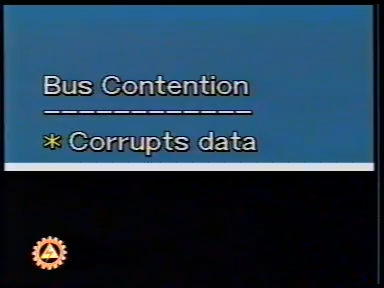 Bus Contention
------------
* Corrupts data